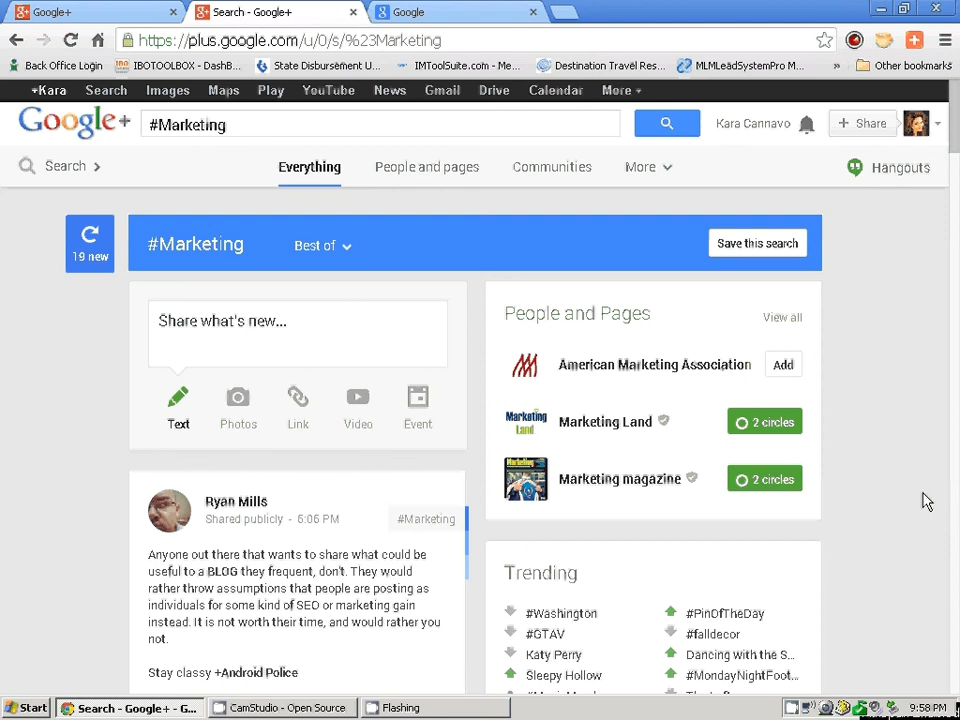 Google+
Search - Google+
Google
https://plus.google.com/u/0/s/%23Marketing
Back Office Login
IBOTOOLBOX - DashB...
State Disbursement U...
IMToolSuite.com - Me...
Destination Travel Res...
MLMLeadSystemPro M...
»
Other bookmarks
+Kara Search Images Maps Play YouTube News Gmail Drive Calendar More
Google+
#Marketing
Kara Cannavo
+ Share
Search
Everything
People and pages
Communities
More
Hangouts
19 new
#Marketing
Best of
Save this search
Share what's new...
Text
Photos
Link
Video
Event
People and Pages
View all
American Marketing Association
Add
Marketing Land
Marketing Land
2 circles
Marketing magazine
2 circles
Ryan Mills
Shared publicly - 6:06 PM
#Marketing
Anyone out there that wants to share what could be
useful to a BLOG they frequent, don't. They would
rather throw assumptions that people are posting as
individuals for some kind of SEO or marketing gain
instead. It is not worth their time, and would rather you
not.
Stay classy +Android Police
Trending
#Washington
#GTAV
Katy Perry
Sleepy Hollow
#PinOfTheDay
#falldecor
Dancing with the S...
#MondayNightFoot...
Start
Search - Google+ - G...
CamStudio - Open Source
Flashing
9:58 PM